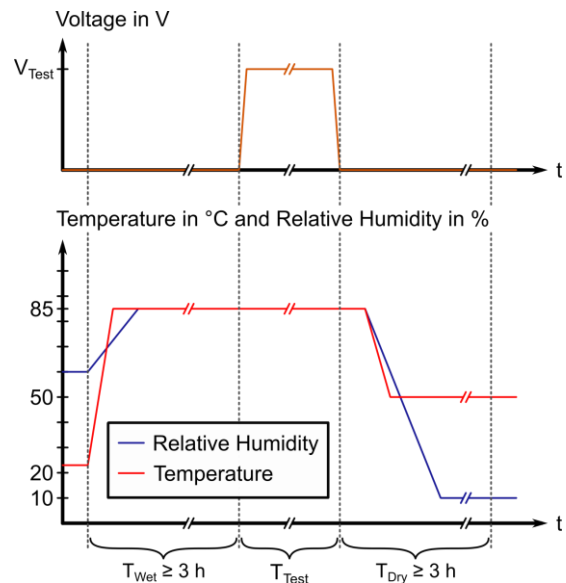 Voltage in V
V_Test
t
Temperature in °C and Relative Humidity in %
85
50
20
10
Relative Humidity
Temperature
t
T_Wet ≥ 3 h
T_Test
T_Dry ≥ 3 h